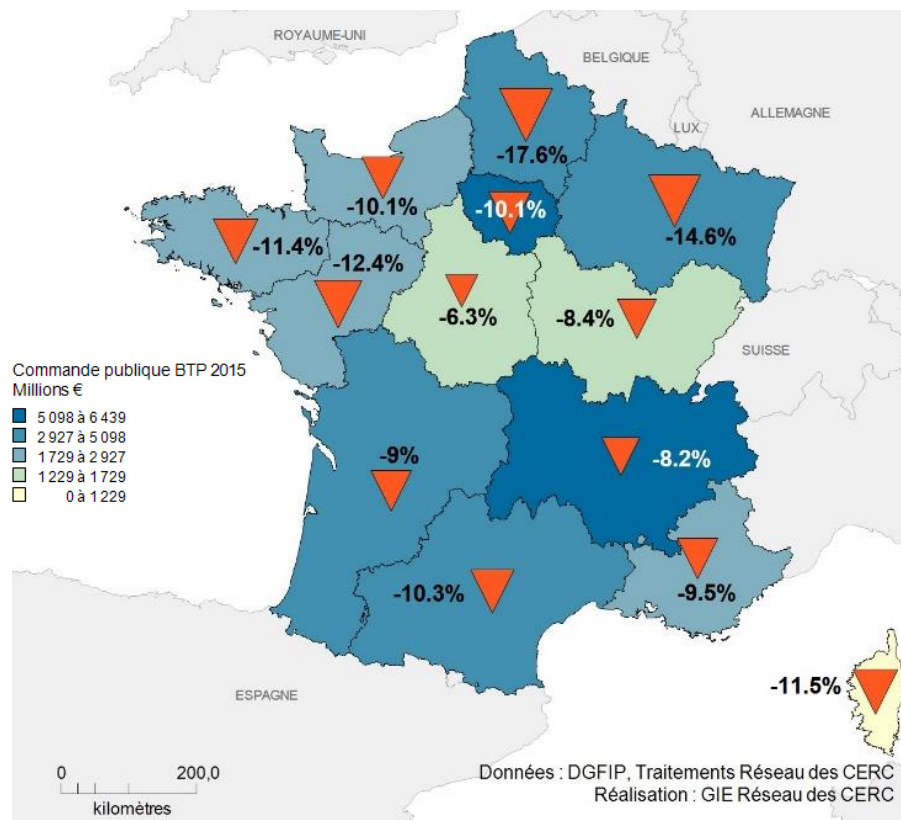 ROYAUME-UNI
BELGIQUE
ALLEMAGNE
LUX.
-17.6%
-10.1%
-10.1%
-14.6%
-11.4%
-12.4%
-6.3%
-8.4%
SUISSE
Commande publique BTP 2015
Millions €
5 098 à 6 439
2 927 à 5 098
1 729 à 2 927
1 229 à 1 729
0 à 1 229
-9%
-8.2%
-10.3%
-9.5%
ESPAGNE
-11.5%
0 200,0
kilomètres
Données : DGFIP, Traitements Réseau des CERC
Réalisation : GIE Réseau des CERC